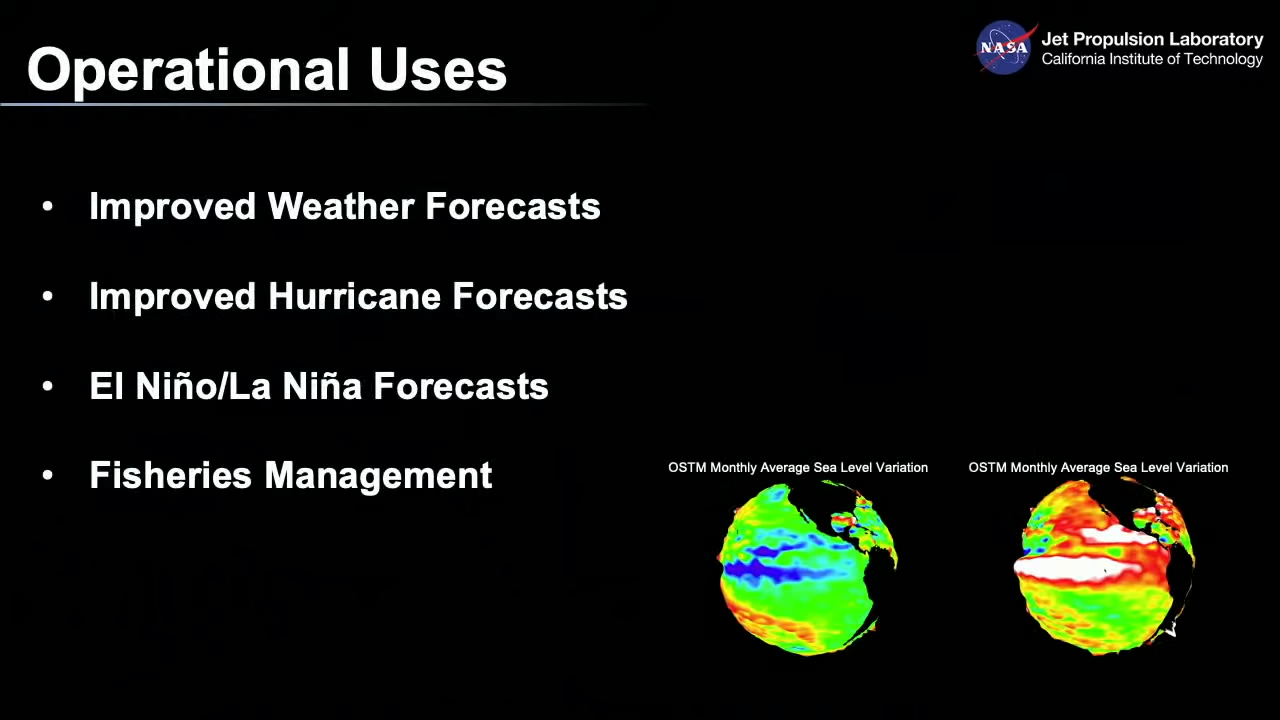 Operational Uses
NASA
Jet Propulsion Laboratory
California Institute of Technology
• Improved Weather Forecasts
• Improved Hurricane Forecasts
• El Niño/La Niña Forecasts
• Fisheries Management
OSTM Monthly Average Sea Level Variation
OSTM Monthly Average Sea Level Variation